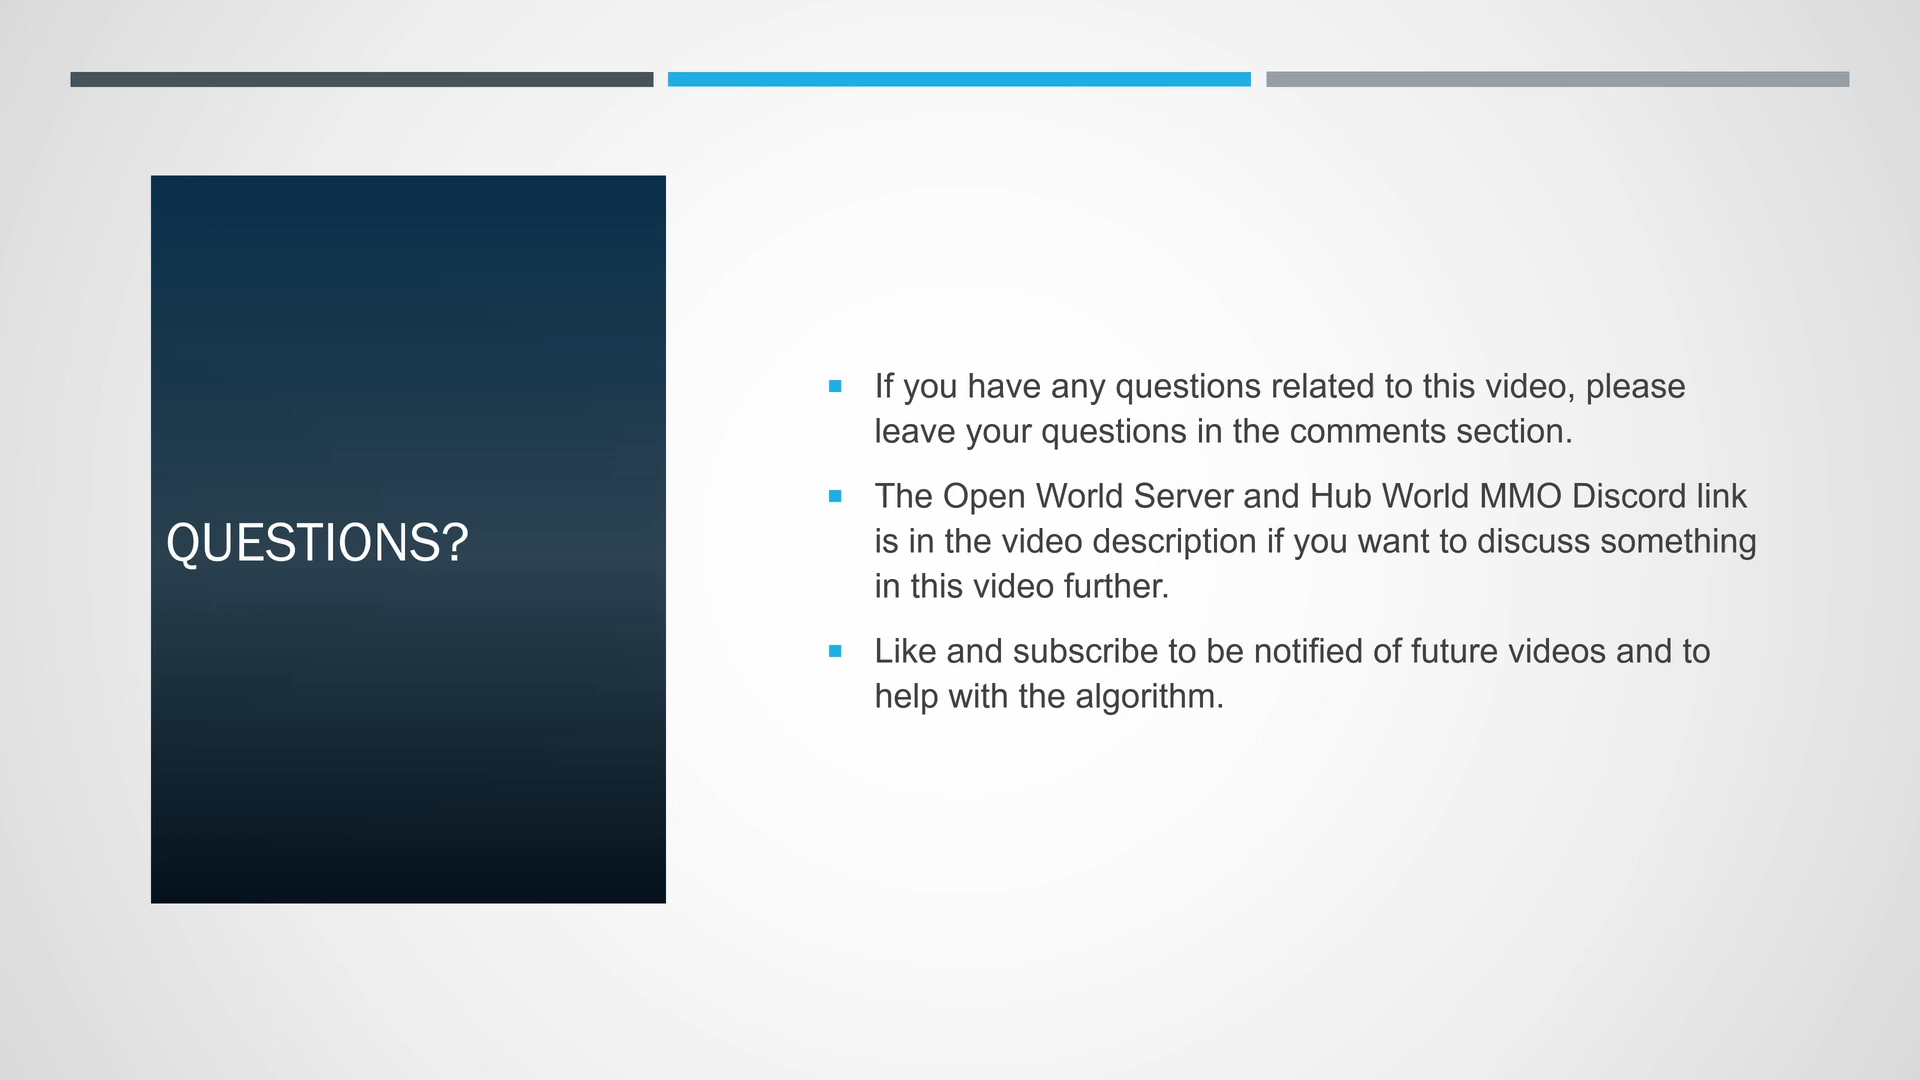 QUESTIONS?
If you have any questions related to this video, please
leave your questions in the comments section.
The Open World Server and Hub World MMO Discord link
is in the video description if you want to discuss something
in this video further.
Like and subscribe to be notified of future videos and to
help with the algorithm.